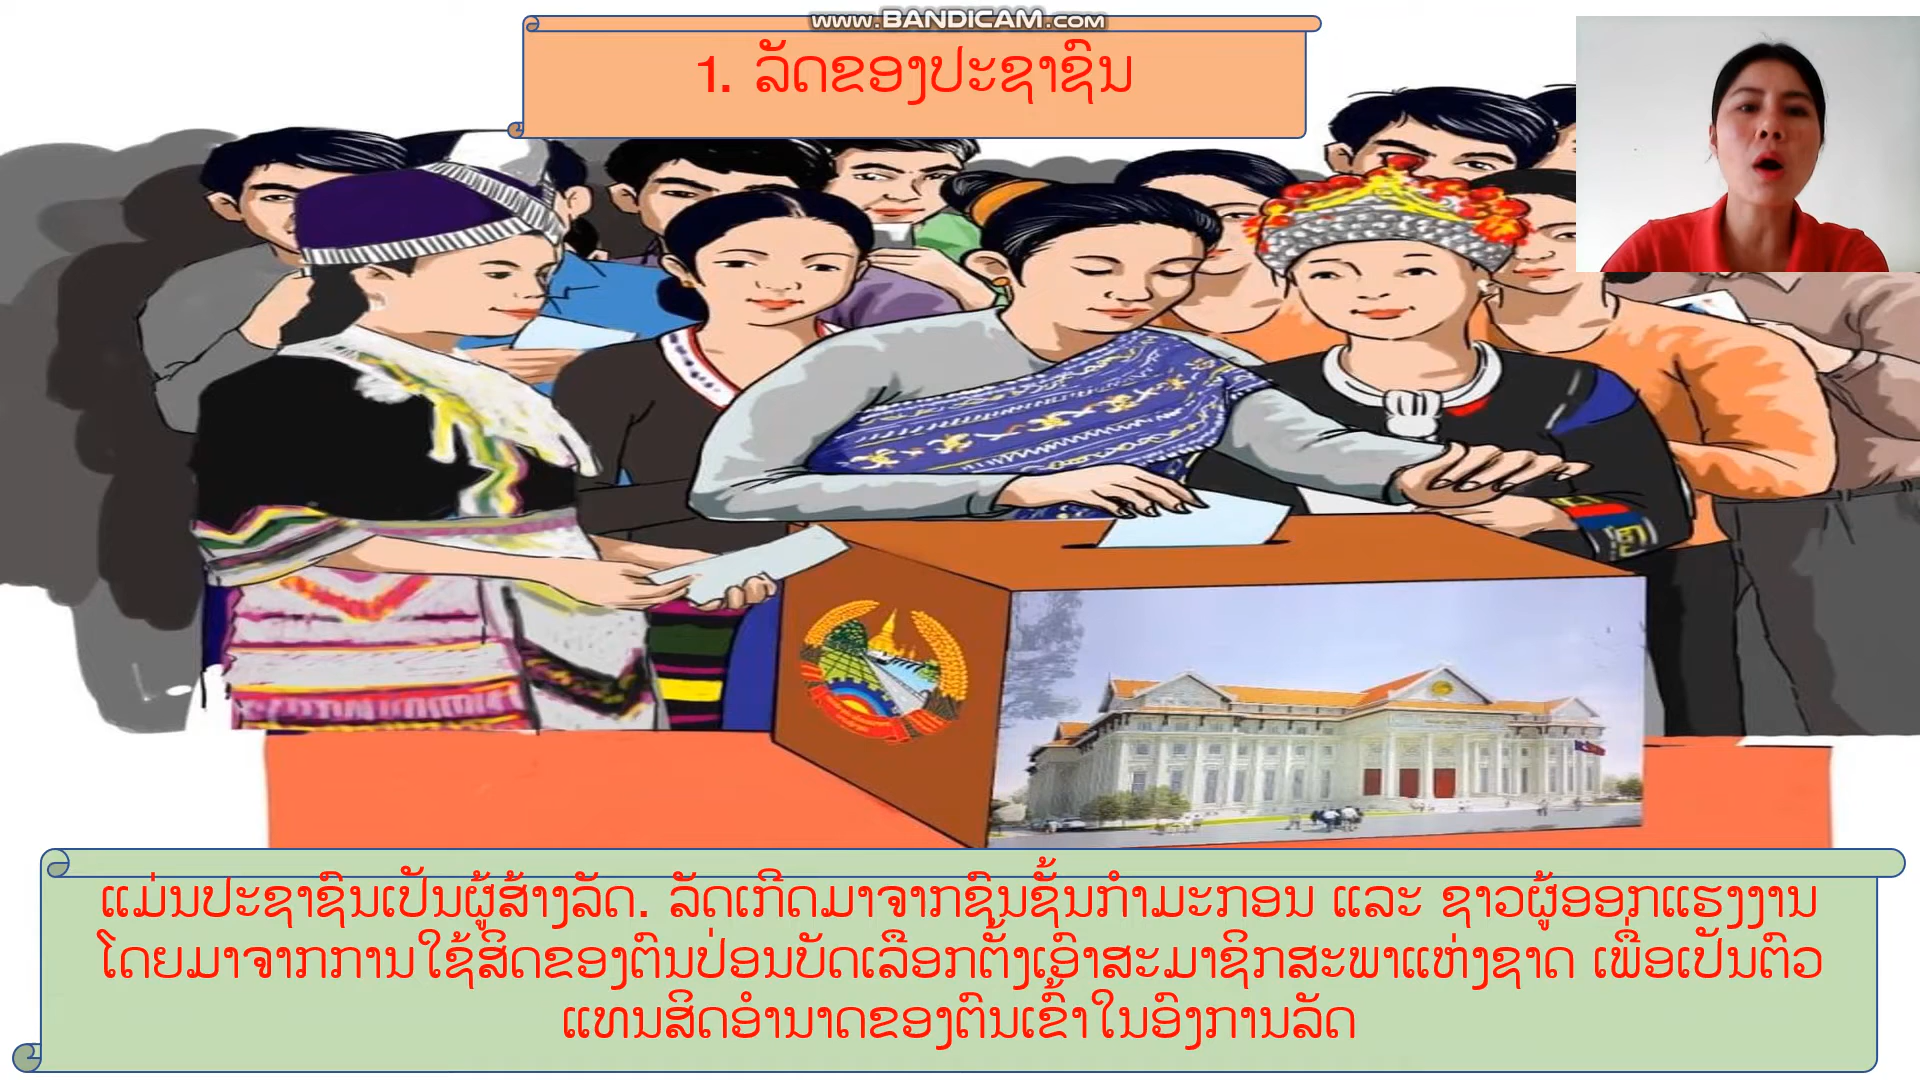 www.BANDICAM.com
1. ລັດຂອງປະຊາຊົນ
ແມ່ນປະຊາຊົນເປັນຜູ້ສ້າງລັດ. ລັດເກີດມາຈາກຊົນຊັ້ນກຳມະກອນ ແລະ ຊາວຜູ້ອອກແຮງງານ
ໂດຍມາຈາກການໃຊ້ສິດຂອງຕົນປ່ອນບັດເລືອກຕັ້ງເອົາສະມາຊິກສະພາແຫ່ງຊາດ ເພື່ອເປັນຕົວ
ແທນສິດອຳນາດຂອງຕົນເຂົ້າໃນອົງການລັດ